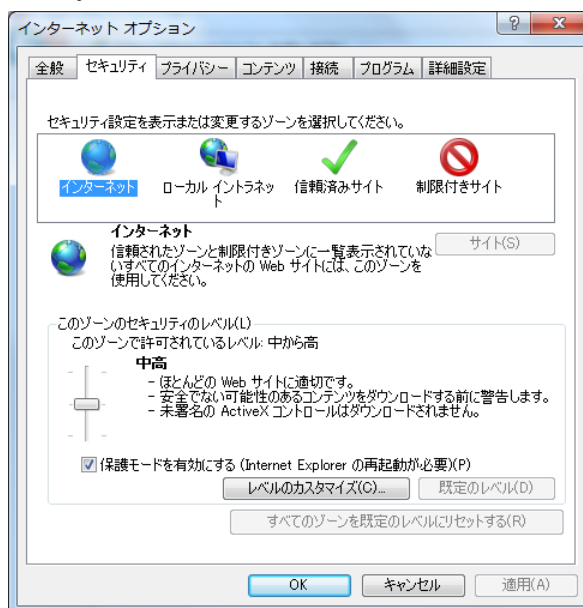 インターネット オプション
全般 セキュリティ プライバシー コンテンツ 接続 プログラム 詳細設定
セキュリティ設定を表示または変更するゾーンを選択してください。
インターネット ローカル イントラネッ 信頼済みサイト 制限付きサイト
ト
インターネット
信頼されたゾーンと制限付きゾーンに一覧表示されていな
いすべてのインターネットの Web サイトには、このゾーンを
使用してください。
サイト(S)
このゾーンのセキュリティのレベル(L)
このゾーンで許可されているレベル: 中から高
中高
- ほとんどの Web サイトに適切です。
- 安全でない可能性のあるコンテンツをダウンロードする前に警告します。
- 未署名の ActiveX コントロールはダウンロードされません。
保護モードを有効にする (Internet Explorer の再起動が必要)(P)
レベルのカスタマイズ(C)... 既定のレベル(D)
すべてのゾーンを既定のレベルにリセットする(R)
OK キャンセル 適用(A)